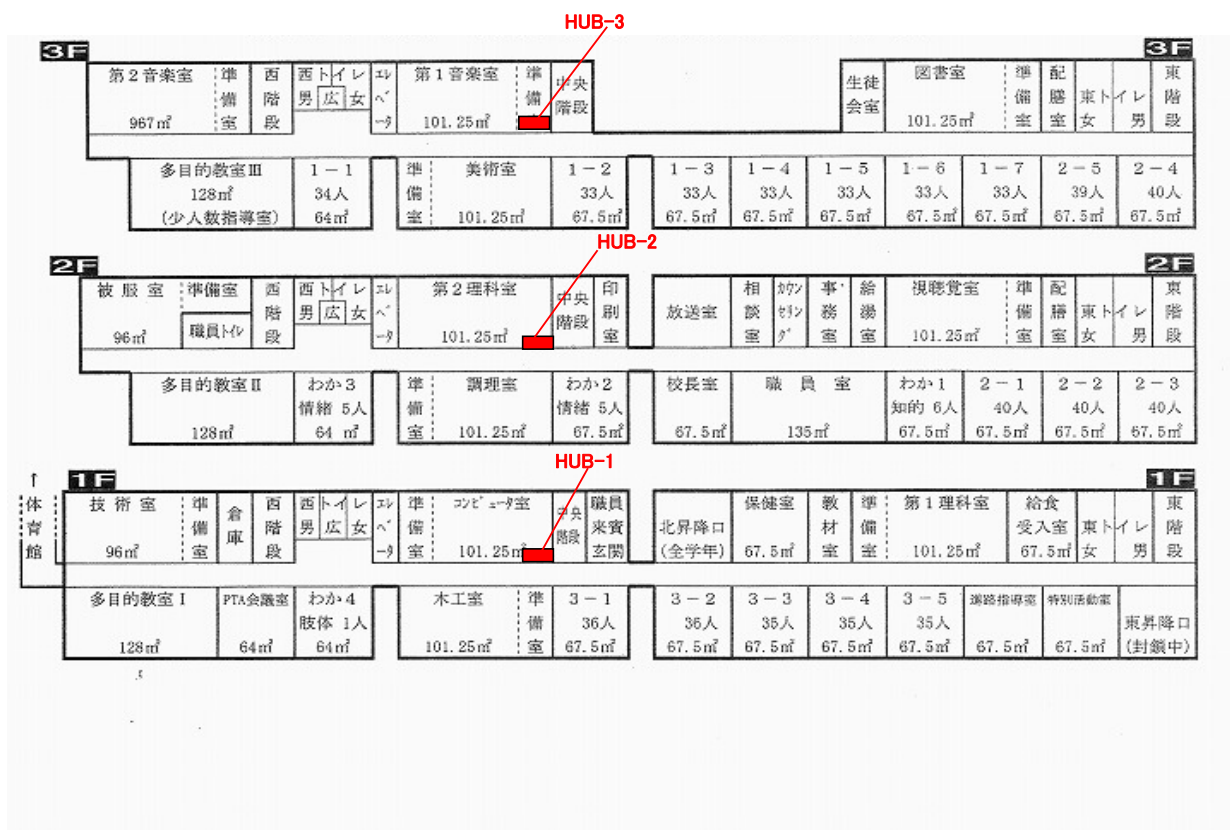 HUB-3
3F 3F
第2音楽室 準備室 西階段 西トイレ 男 広 女 エレベータ 第1音楽室 準備 中央階段 生徒会室 図書室 準備室 配膳室 東トイレ 女 男 東階段
967㎡ 101.25㎡ 101.25㎡
多目的教室Ⅲ 1-1 準備室 美術室 1-2 1-3 1-4 1-5 1-6 1-7 2-5 2-4
128㎡ 34人 33人 33人 33人 33人 33人 33人 39人 40人
(少人数指導室) 64㎡ 101.25㎡ 67.5㎡ 67.5㎡ 67.5㎡ 67.5㎡ 67.5㎡ 67.5㎡ 67.5㎡ 67.5㎡
HUB-2
2F 2F
被服室 準備室 西階段 西トイレ 男 広 女 エレベータ 第2理科室 中央階段 印刷室 放送室 相談室 カウンセリング 事務室 給湯室 視聴覚室 準備室 配膳室 東トイレ 女 男 東階段
96㎡ 職員トイレ 101.25㎡ 101.25㎡
多目的教室Ⅱ わか3 準備室 調理室 わか2 校長室 職員室 わか1 2-1 2-2 2-3
情緒 5人 情緒 5人 知的 6人 40人 40人 40人
128㎡ 64㎡ 101.25㎡ 67.5㎡ 67.5㎡ 135㎡ 67.5㎡ 67.5㎡ 67.5㎡ 67.5㎡
HUB-1
1F 1F
↑体育館
技術室 準備室 倉庫 西階段 西トイレ 男 広 女 エレベータ 準備室 コンピュータ室 中央階段 職員来賓玄関 北昇降口 保健室 教材室 準備室 第1理科室 給食受入室 東トイレ 女 男 東階段
96㎡ 101.25㎡ (全学年) 67.5㎡ 101.25㎡ 67.5㎡
多目的教室Ⅰ PTA会議室 わか4 木工室 準備室 3-1 3-2 3-3 3-4 3-5 進路指導室 特別活動室 東昇降口
肢体 1人 36人 36人 35人 35人 35人
128㎡ 64㎡ 64㎡ 101.25㎡ 67.5㎡ 67.5㎡ 67.5㎡ 67.5㎡ 67.5㎡ 67.5㎡ 67.5㎡ (封鎖中)